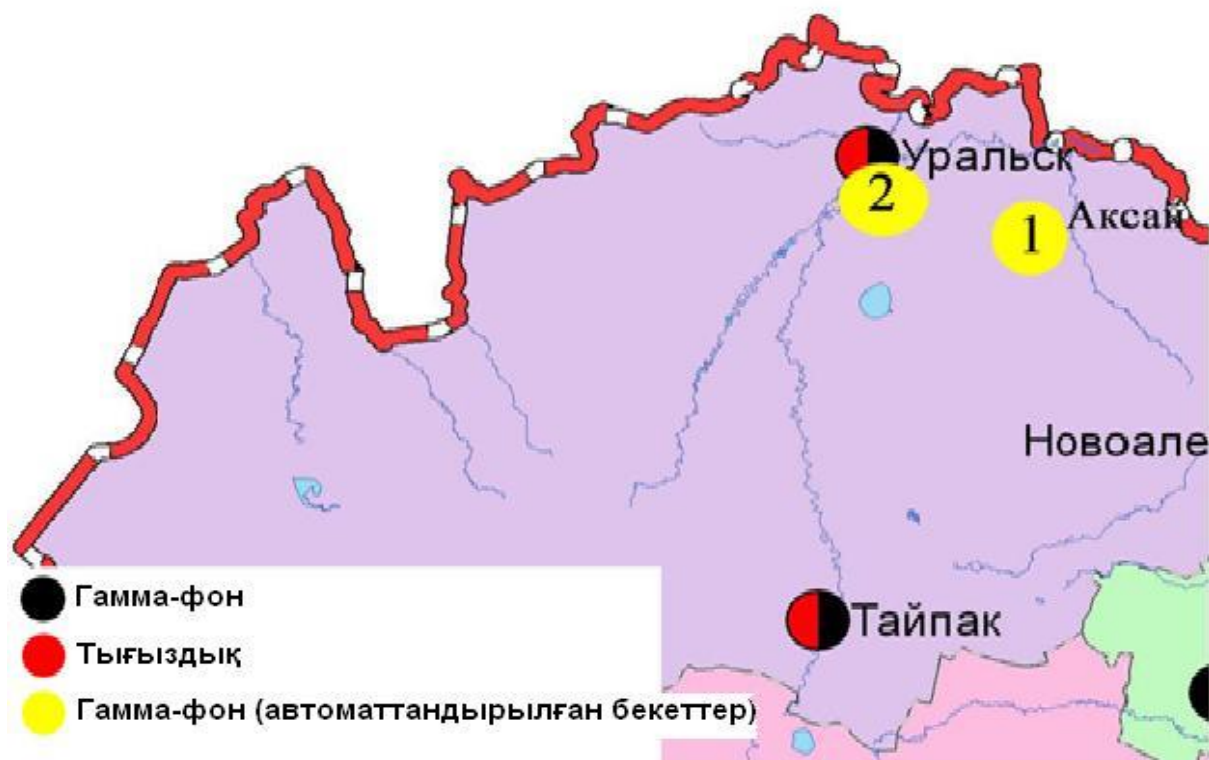 Уральск
2
1
Аксай
Новоале
Тайпак
Гамма-фон
Тығыздық
Гамма-фон (автоматтандырылған бекеттер)